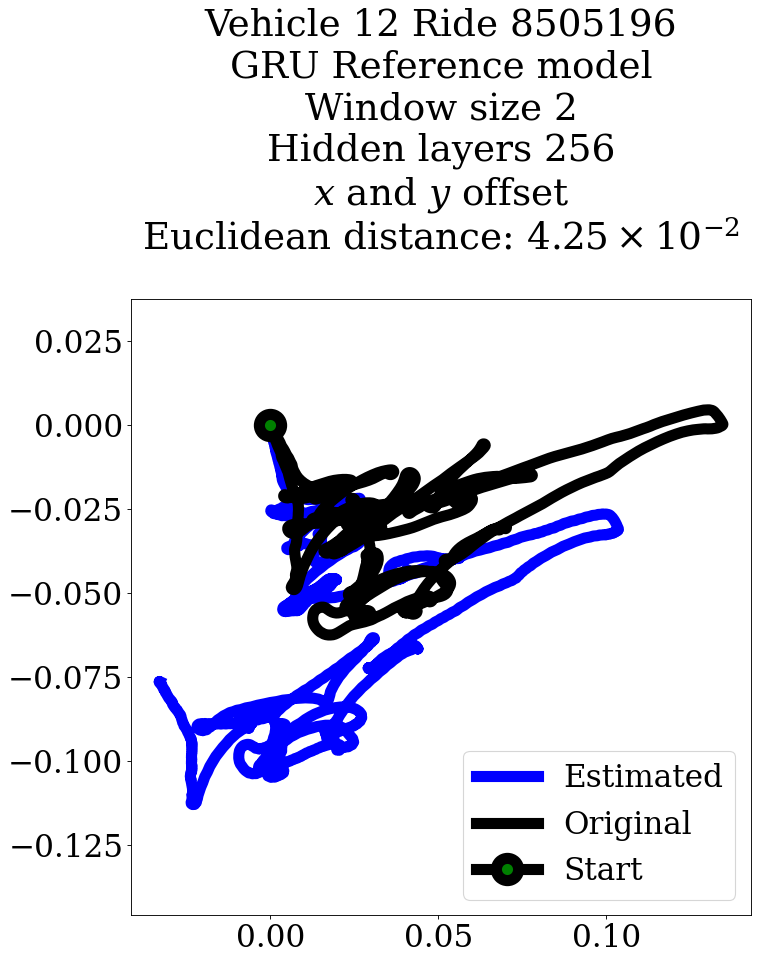 Vehicle 12 Ride 8505196
GRU Reference model
Window size 2
Hidden layers 256
x and y offset
Euclidean distance: 4.25 × 10⁻²
0.025
0.000
−0.025
−0.050
−0.075
−0.100
−0.125
Estimated
Original
Start
0.00 0.05 0.10